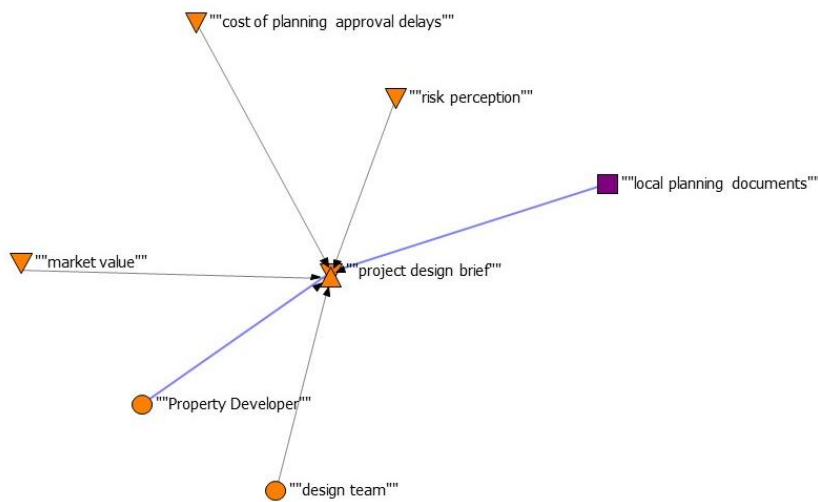 ""cost of planning approval delays""
""risk perception""
""local planning documents""
""market value""
""project design brief""
""Property Developer""
""design team""